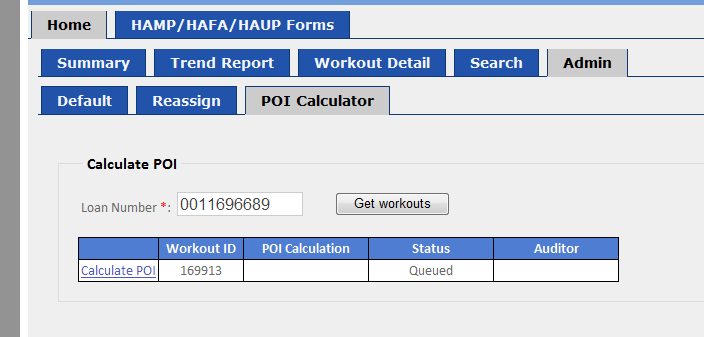 Home HAMP/HAFA/HAUP Forms
Summary Trend Report Workout Detail Search Admin
Default Reassign POI Calculator
Calculate POI
Loan Number *: 0011696689 Get workouts
Workout ID POI Calculation Status Auditor
Calculate POI 169913 Queued